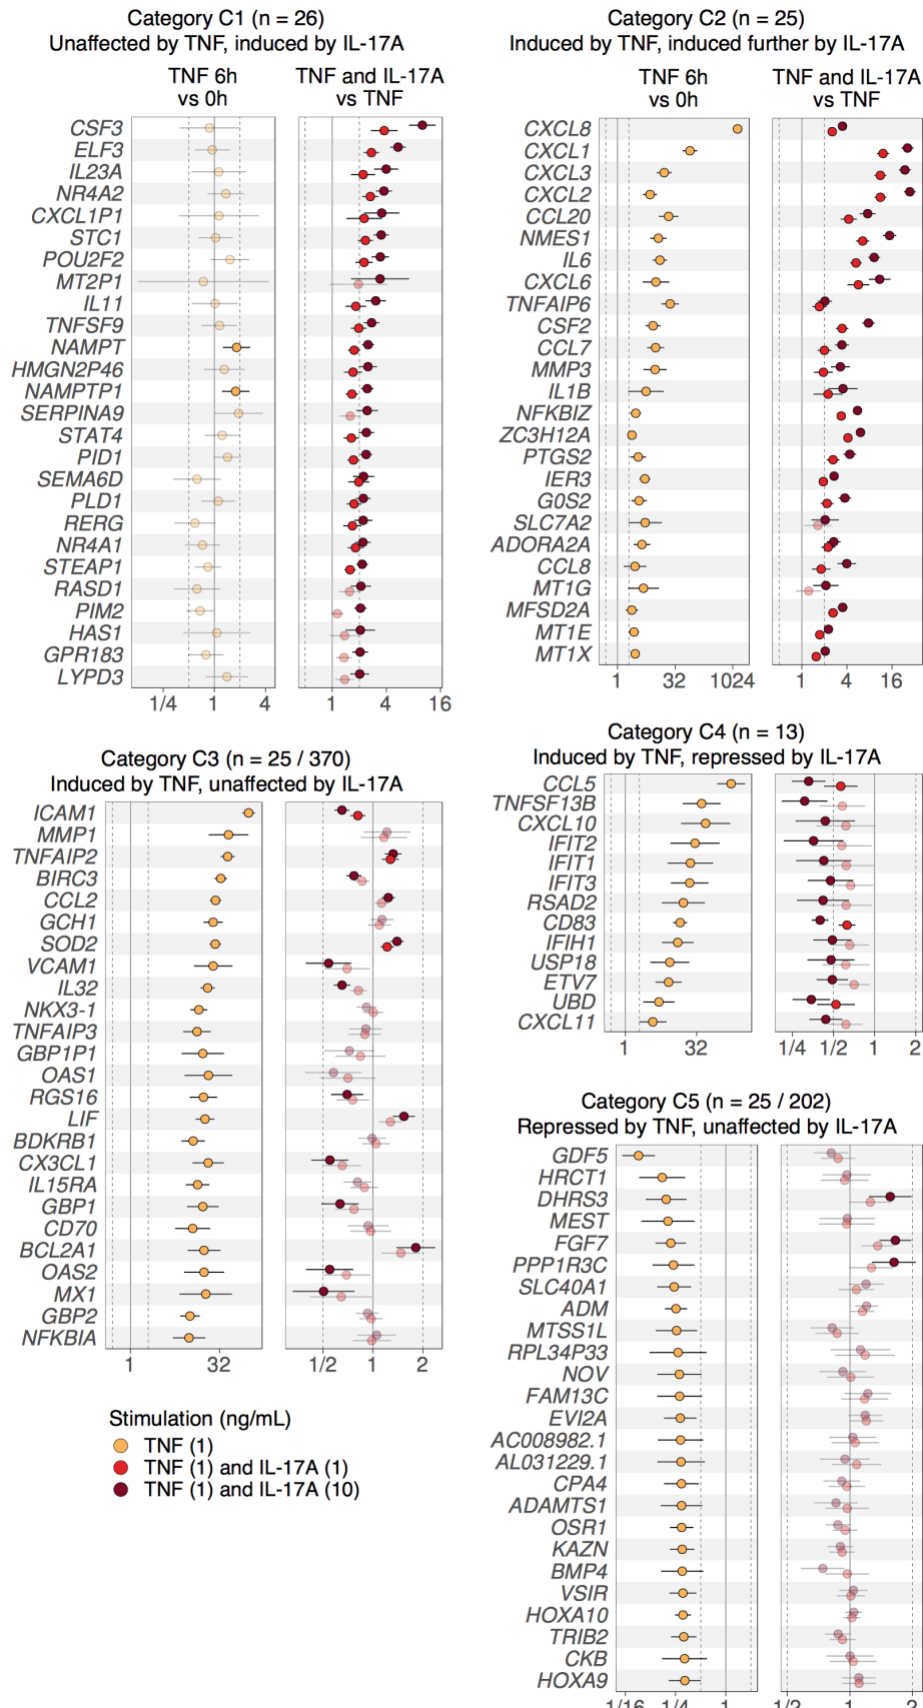 Category C1 (n = 26)
Unaffected by TNF, induced by IL-17A
TNF 6h
vs 0h
TNF and IL-17A
vs TNF
CSF3
ELF3
IL23A
NR4A2
CXCL1P1
STC1
POU2F2
MT2P1
IL11
TNFSF9
NAMPT
HMGN2P46
NAMPTP1
SERPINA9
STAT4
PID1
SEMA6D
PLD1
RERG
NR4A1
STEAP1
RASD1
PIM2
HAS1
GPR183
LYPD3
1/4 1 4
1 4 16
Category C2 (n = 25)
Induced by TNF, induced further by IL-17A
TNF 6h
vs 0h
TNF and IL-17A
vs TNF
CXCL8
CXCL1
CXCL3
CXCL2
CCL20
NMES1
IL6
CXCL6
TNFAIP6
CSF2
CCL7
MMP3
IL1B
NFKBIZ
ZC3H12A
PTGS2
IER3
G0S2
SLC7A2
ADORA2A
CCL8
MT1G
MFSD2A
MT1E
MT1X
1 32 1024
1 4 16
Category C3 (n = 25 / 370)
Induced by TNF, unaffected by IL-17A
ICAM1
MMP1
TNFAIP2
BIRC3
CCL2
GCH1
SOD2
VCAM1
IL32
NKX3-1
TNFAIP3
GBP1P1
OAS1
RGS16
LIF
BDKRB1
CX3CL1
IL15RA
GBP1
CD70
BCL2A1
OAS2
MX1
GBP2
NFKBIA
1 32
1/2 1 2
Category C4 (n = 13)
Induced by TNF, repressed by IL-17A
CCL5
TNFSF13B
CXCL10
IFIT2
IFIT1
IFIT3
RSAD2
CD83
IFIH1
USP18
ETV7
UBD
CXCL11
1 32
1/4 1/2 1 2
Category C5 (n = 25 / 202)
Repressed by TNF, unaffected by IL-17A
GDF5
HRCT1
DHRS3
MEST
FGF7
PPP1R3C
SLC40A1
ADM
MTSS1L
RPL34P33
NOV
FAM13C
EVI2A
AC008982.1
AL031229.1
CPA4
ADAMTS1
OSR1
KAZN
BMP4
VSIR
HOXA10
TRIB2
CKB
HOXA9
1/16 1/4 1
1/2 1 2
Stimulation (ng/mL)
TNF (1)
TNF (1) and IL-17A (1)
TNF (1) and IL-17A (10)